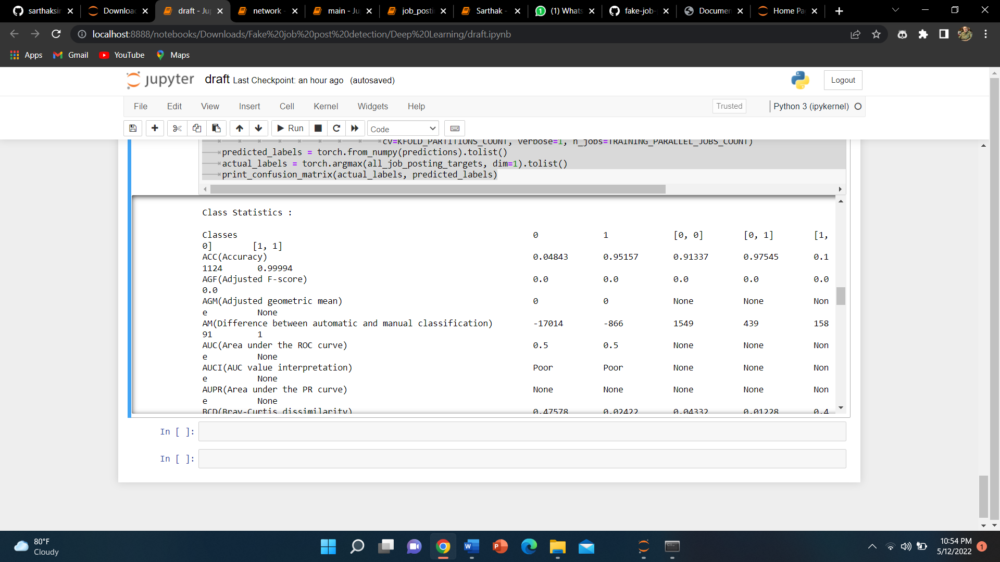 sarthaksin
Download
draft - Jup
network -
main - Ju
job_posti
Sarthak -
(1) Whats
fake-job-
Documen
Home Pa
localhost:8888/notebooks/Downloads/Fake%20job%20post%20detection/Deep%20Learning/draft.ipynb
Apps
Gmail
YouTube
Maps
jupyter draft Last Checkpoint: an hour ago (autosaved)
Logout
File Edit View Insert Cell Kernel Widgets Help
Trusted
Python 3 (ipykernel)
Run
Code
cv=KFOLD_PARTITIONS_COUNT, verbose=1, n_jobs=TRAINING_PARALLEL_JOBS_COUNT)
predicted_labels = torch.from_numpy(predictions).tolist()
actual_labels = torch.argmax(all_job_posting_targets, dim=1).tolist()
print_confusion_matrix(actual_labels, predicted_labels)
Class Statistics :
Classes 0 1 [0, 0] [0, 1] [1,
0] [1, 1]
ACC(Accuracy) 0.04843 0.95157 0.91337 0.97545 0.1
1124 0.99994
AGF(Adjusted F-score) 0.0 0.0 0.0 0.0 0.0
0.0
AGM(Adjusted geometric mean) 0 0 None None Non
e None
AM(Difference between automatic and manual classification) -17014 -866 1549 439 158
91 1
AUC(Area under the ROC curve) 0.5 0.5 None None Non
e None
AUCI(AUC value interpretation) Poor Poor None None Non
e None
AUPR(Area under the PR curve) None None None None Non
e None
BCD(Bray-Curtis dissimilarity) 0.47578 0.02422 0.04332 0.01228 0.4
In [ ]:
In [ ]:
80°F
Cloudy
10:54 PM
5/12/2022
1